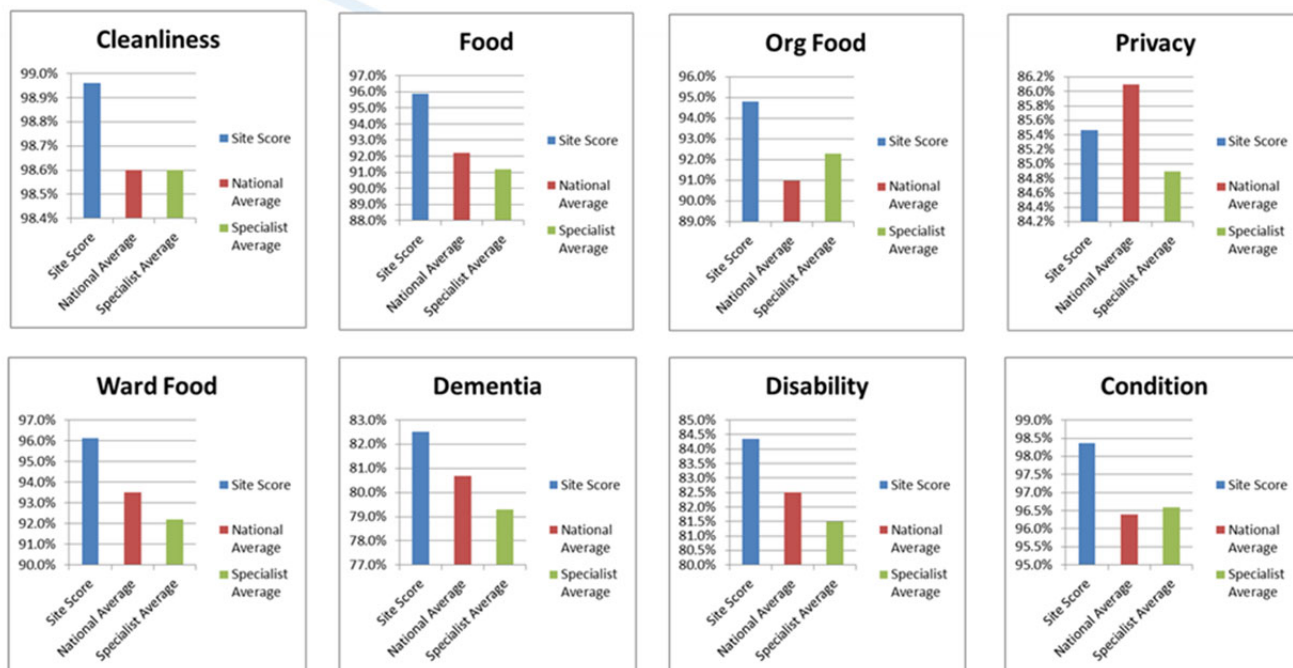 Cleanliness
99.0%
98.9%
98.8%
98.7%
98.6%
98.5%
98.4%
Site Score
National Average
Specialist Average
Site Score
National
Average
Specialist
Average
Food
97.0%
96.0%
95.0%
94.0%
93.0%
92.0%
91.0%
90.0%
89.0%
88.0%
Site Score
National Average
Specialist Average
Site Score
National
Average
Specialist
Average
Org Food
96.0%
95.0%
94.0%
93.0%
92.0%
91.0%
90.0%
89.0%
Site Score
National Average
Specialist Average
Site Score
National
Average
Specialist
Average
Privacy
86.2%
86.0%
85.8%
85.6%
85.4%
85.2%
85.0%
84.8%
84.6%
84.4%
84.2%
Site Score
National Average
Specialist Average
Site Score
National
Average
Specialist
Average
Ward Food
97.0%
96.0%
95.0%
94.0%
93.0%
92.0%
91.0%
90.0%
Site Score
National Average
Specialist Average
Site Score
National
Average
Specialist
Average
Dementia
83.0%
82.0%
81.0%
80.0%
79.0%
78.0%
77.0%
Site Score
National Average
Specialist Average
Site Score
National
Average
Specialist
Average
Disability
85.0%
84.5%
84.0%
83.5%
83.0%
82.5%
82.0%
81.5%
81.0%
80.5%
80.0%
Site Score
National Average
Specialist Average
Site Score
National
Average
Specialist
Average
Condition
99.0%
98.5%
98.0%
97.5%
97.0%
96.5%
96.0%
95.5%
95.0%
Site Score
National Average
Specialist Average
Site Score
National
Average
Specialist
Average